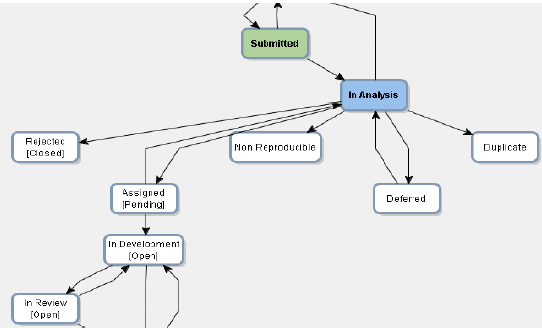 Submitted
In Analysis
Rejected
[Closed]
Non Reproducible
Duplicate
Assigned
[Pending]
Deferred
In Development
[Open]
In Review
[Open]